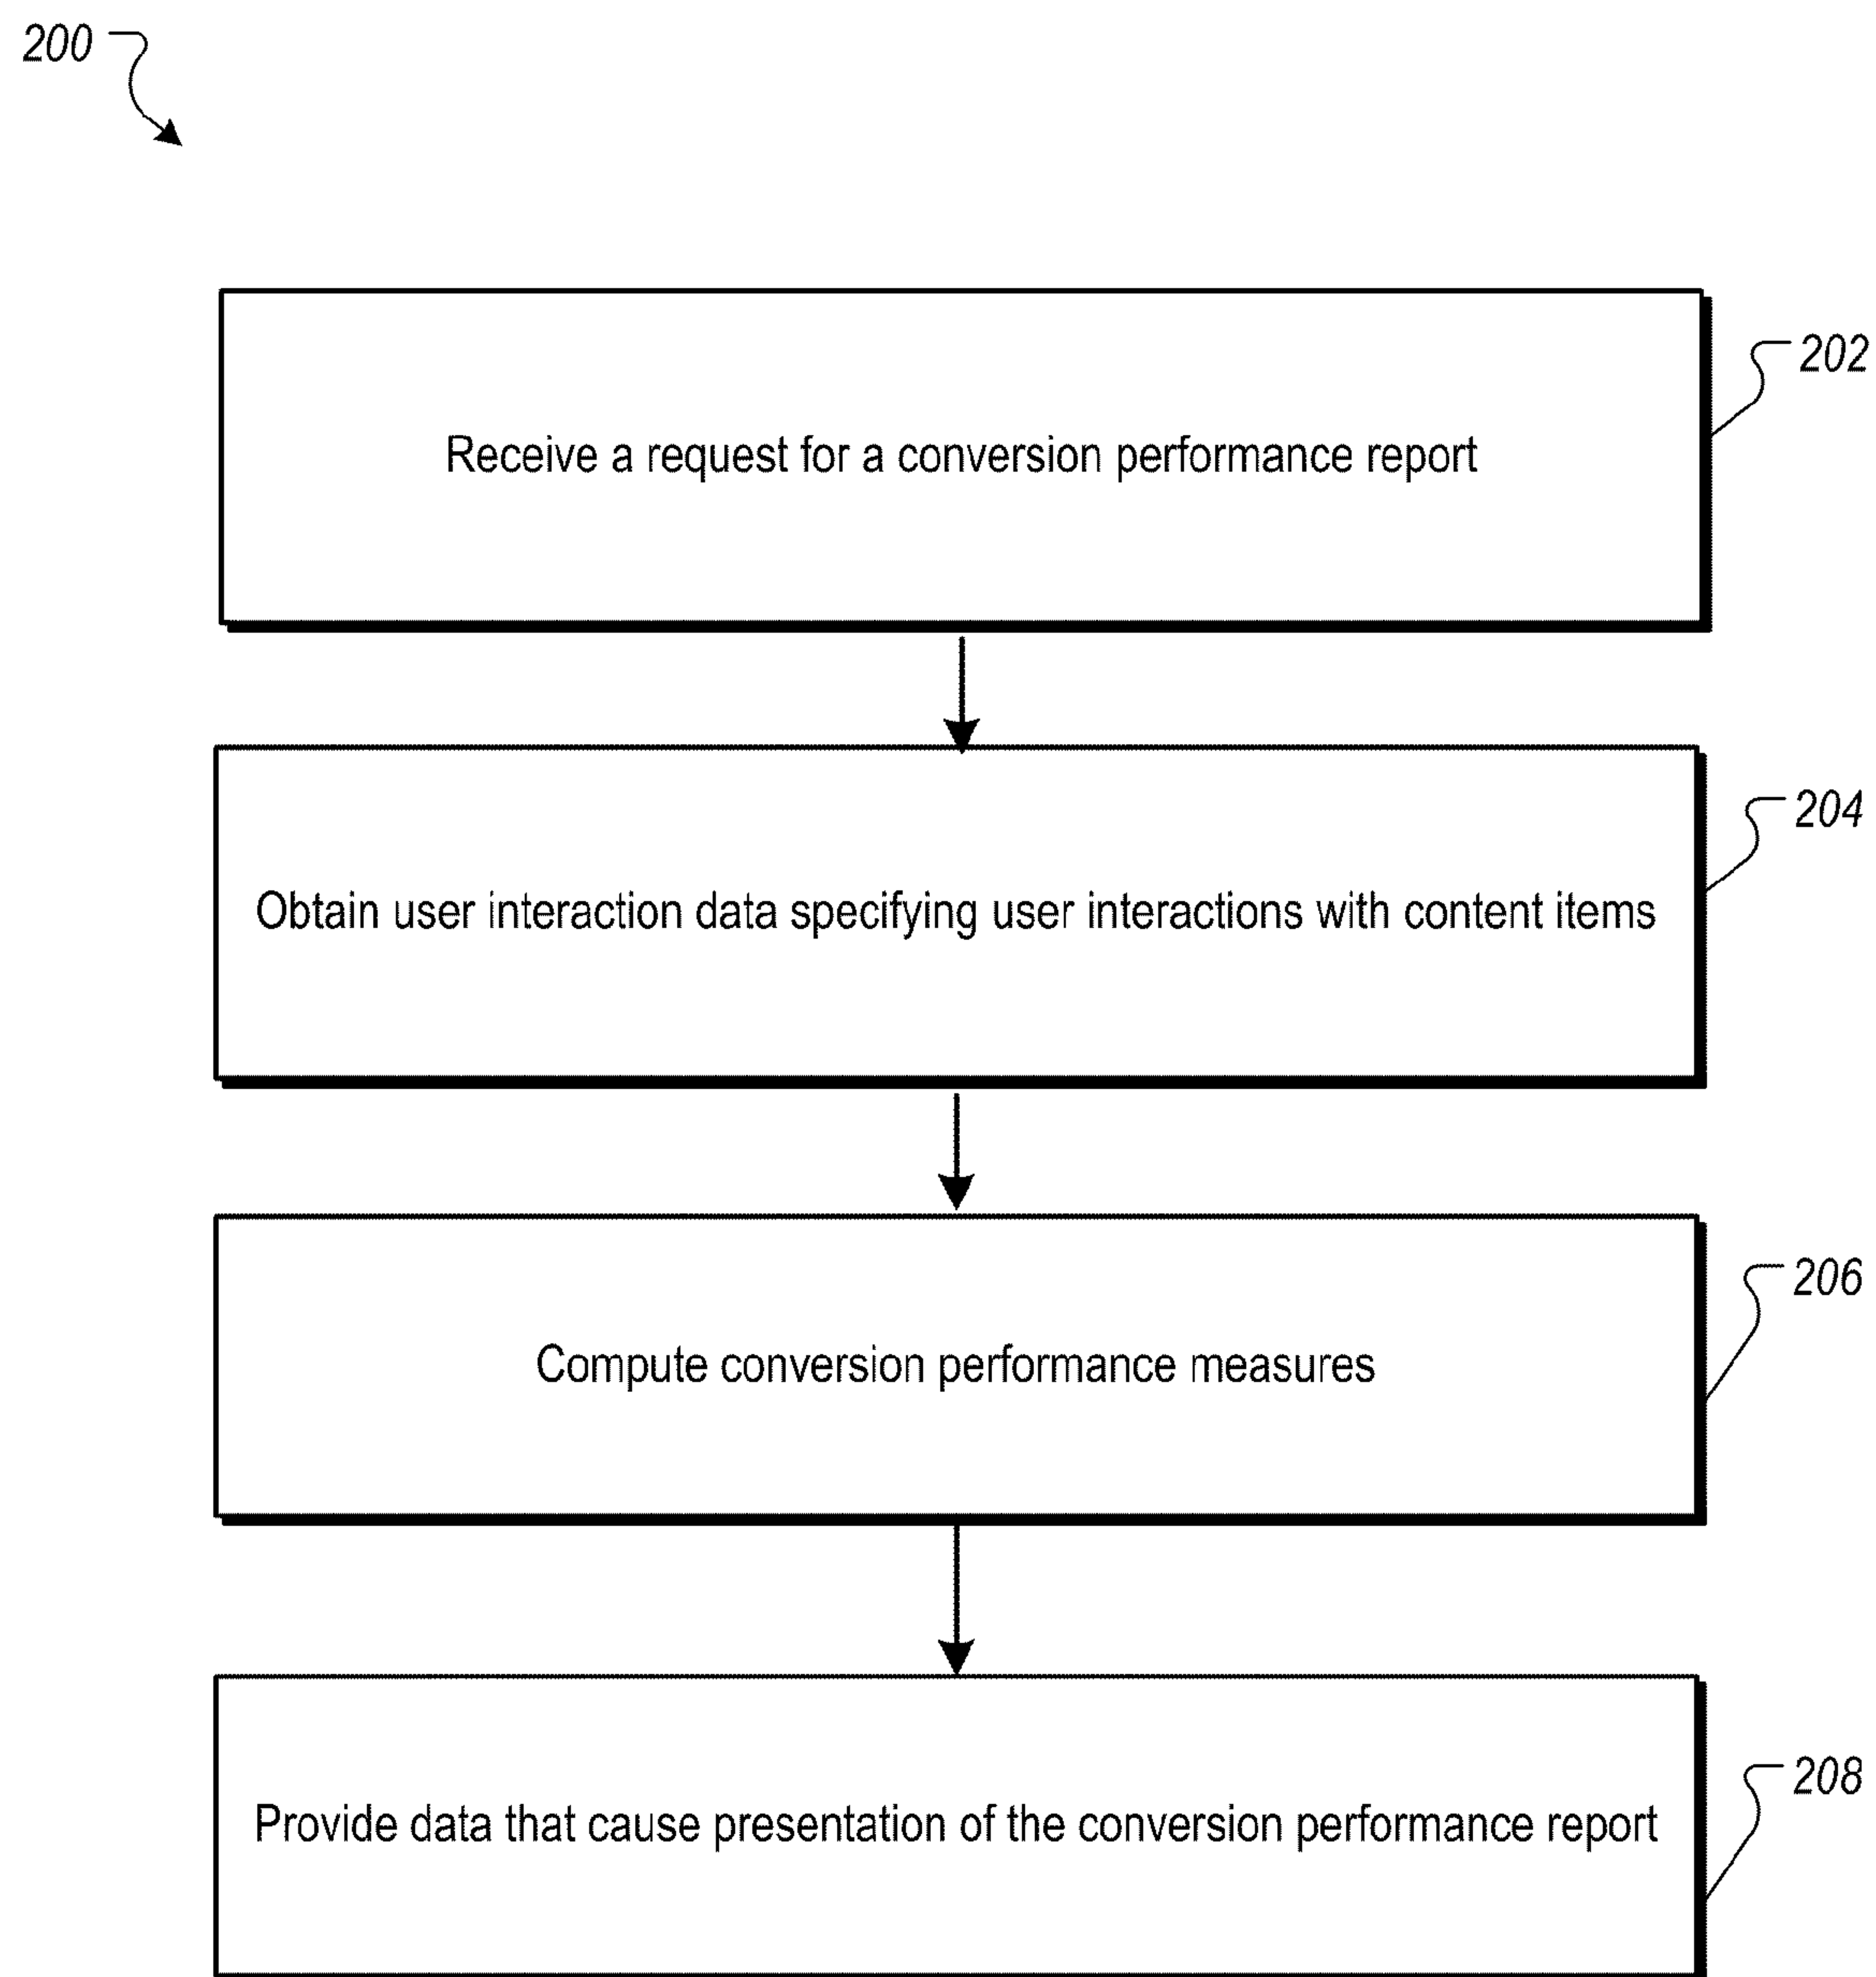 200
Receive a request for a conversion performance report
202
Obtain user interaction data specifying user interactions with content items
204
Compute conversion performance measures
206
Provide data that cause presentation of the conversion performance report
208